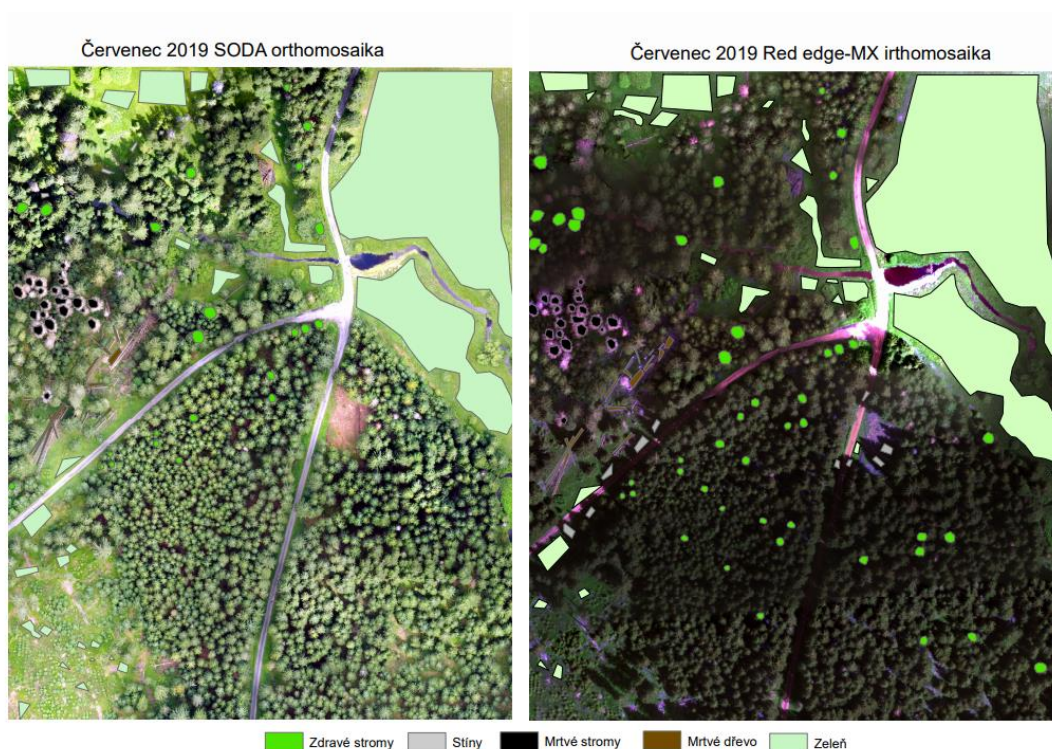 Červenec 2019 SODA orthomosaika
Červenec 2019 Red edge-MX irthomosaika
Zdravé stromy
Stíny
Mrtvé stromy
Mrtvé dřevo
Zeleň